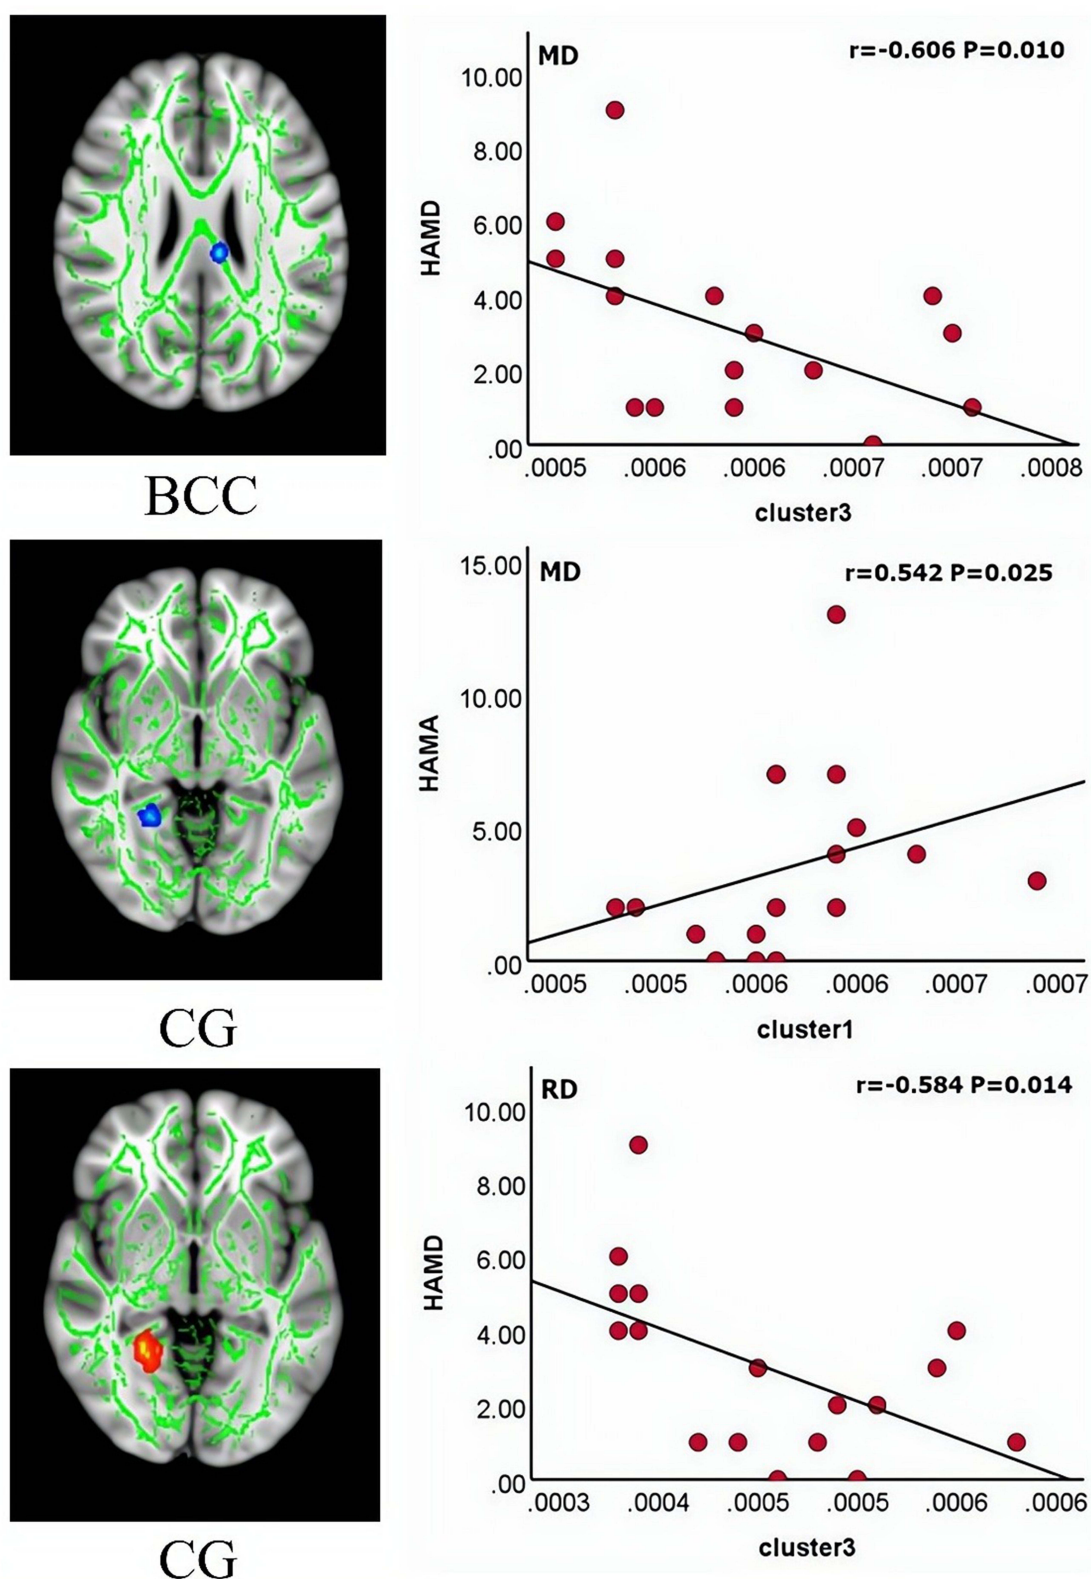 MD
r=-0.606 P=0.010
10.00
8.00
6.00
4.00
2.00
.00
HAMD
.0005 .0006 .0006 .0007 .0007 .0008
cluster3
BCC
MD
r=0.542 P=0.025
15.00
10.00
5.00
.00
HAMA
.0005 .0005 .0006 .0006 .0007 .0007
cluster1
CG
RD
r=-0.584 P=0.014
10.00
8.00
6.00
4.00
2.00
.00
HAMD
.0003 .0004 .0005 .0005 .0006 .0006
cluster3
CG